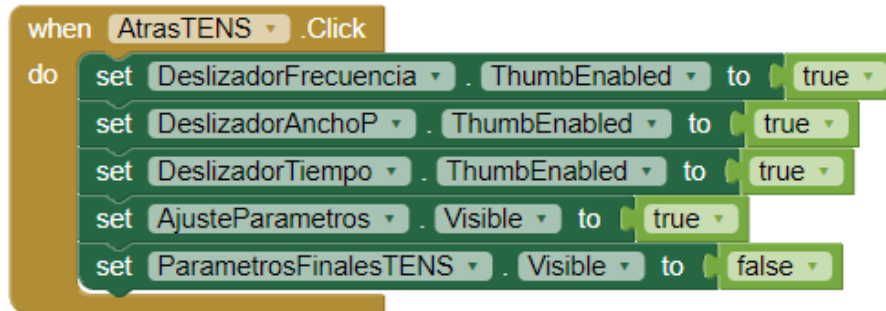 when AtrasTENS .Click
do set DeslizadorFrecuencia . ThumbEnabled to true
set DeslizadorAnchoP . ThumbEnabled to true
set DeslizadorTiempo . ThumbEnabled to true
set AjusteParametros . Visible to true
set ParametrosFinalesTENS . Visible to false